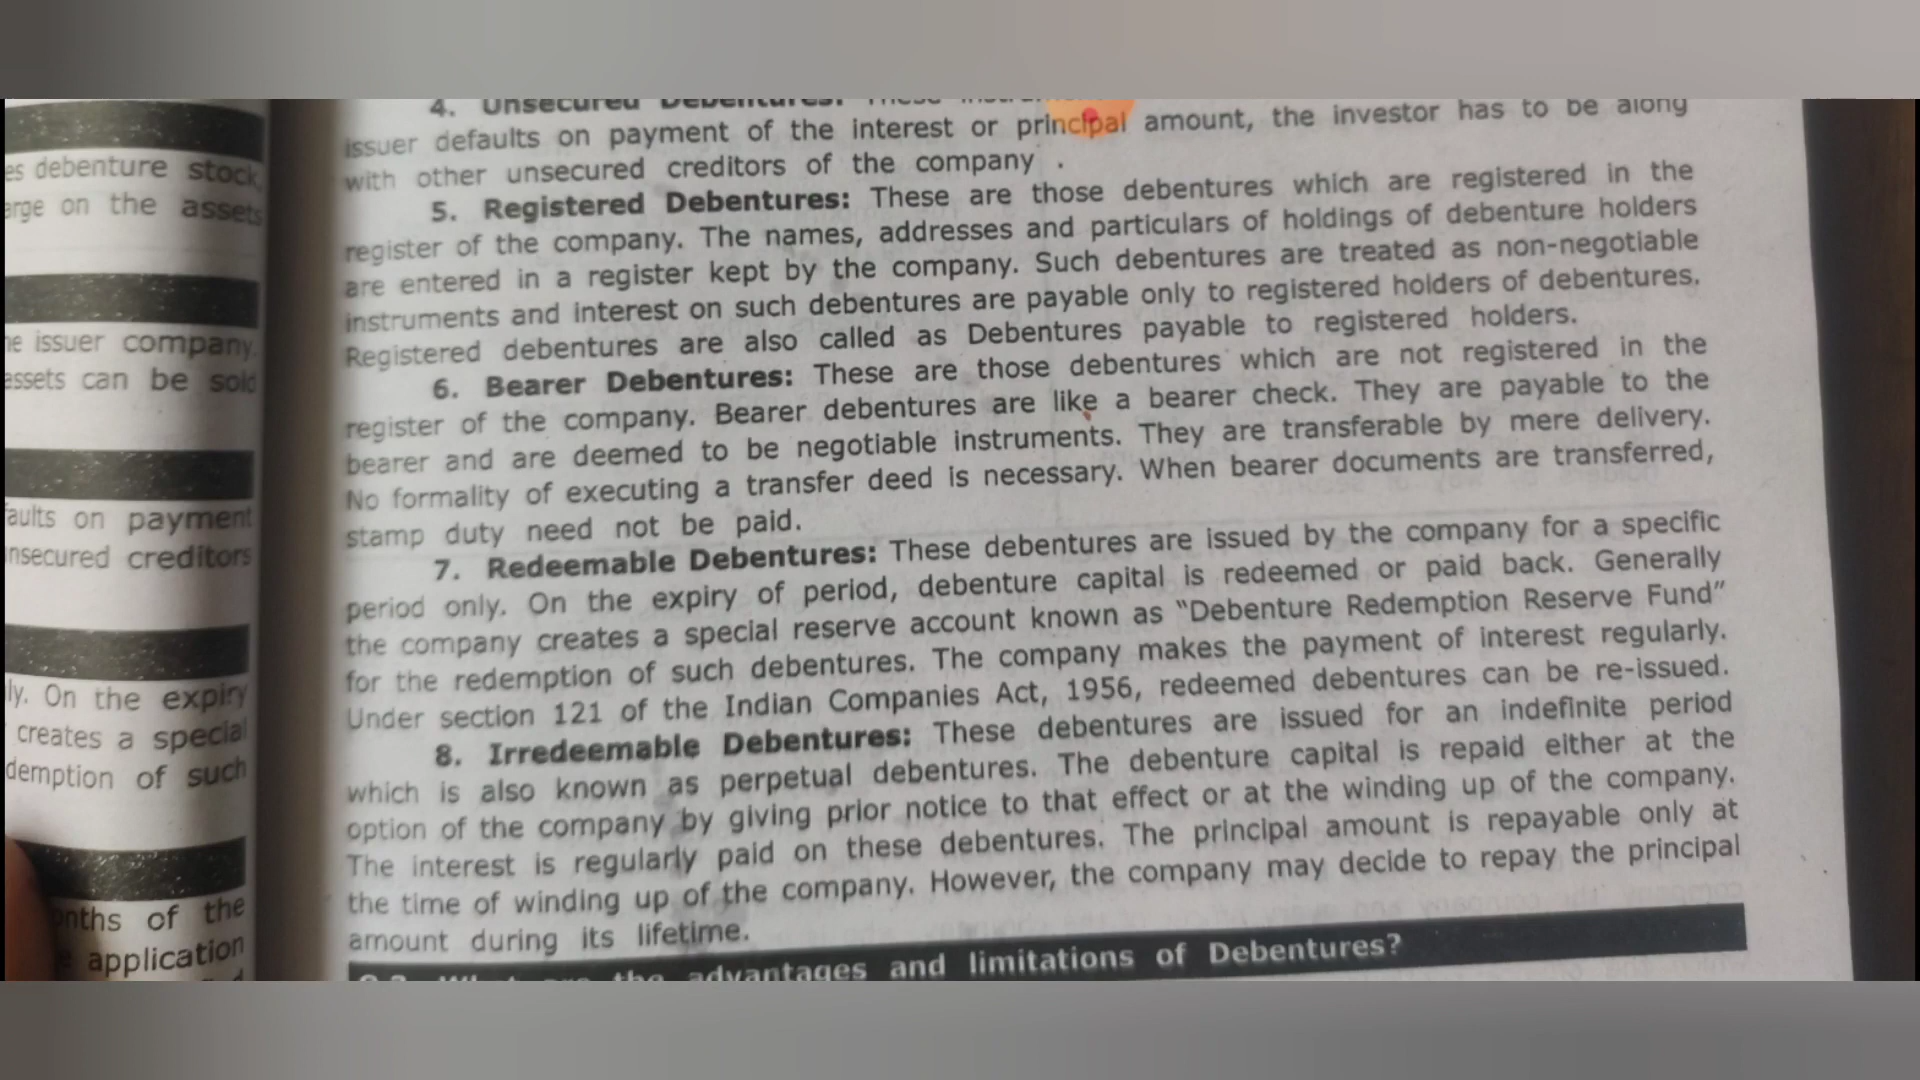 es debenture stock,
arge on the assets
he issuer company.
assets can be sold
faults on payment
nsecured creditors
ly. On the expiry
creates a special
demption of such
onths of the
application
4. Unsecured Debentures: These
issuer defaults on payment of the interest or principal amount, the investor has to be along
with other unsecured creditors of the company .
5. Registered Debentures: These are those debentures which are registered in the
register of the company. The names, addresses and particulars of holdings of debenture holders
are entered in a register kept by the company. Such debentures are treated as non-negotiable
instruments and interest on such debentures are payable only to registered holders of debentures.
Registered debentures are also called as Debentures payable to registered holders.
6. Bearer Debentures: These are those debentures which are not registered in the
register of the company. Bearer debentures are like a bearer check. They are payable to the
bearer and are deemed to be negotiable instruments. They are transferable by mere delivery.
No formality of executing a transfer deed is necessary. When bearer documents are transferred,
stamp duty need not be paid.
7. Redeemable Debentures: These debentures are issued by the company for a specific
period only. On the expiry of period, debenture capital is redeemed or paid back. Generally
the company creates a special reserve account known as "Debenture Redemption Reserve Fund"
for the redemption of such debentures. The company makes the payment of interest regularly.
Under section 121 of the Indian Companies Act, 1956, redeemed debentures can be re-issued.
8. Irredeemable Debentures: These debentures are issued for an indefinite period
which is also known as perpetual debentures. The debenture capital is repaid either at the
option of the company by giving prior notice to that effect or at the winding up of the company.
The interest is regularly paid on these debentures. The principal amount is repayable only at
the time of winding up of the company. However, the company may decide to repay the principal
amount during its lifetime.
the advantages and limitations of Debentures?